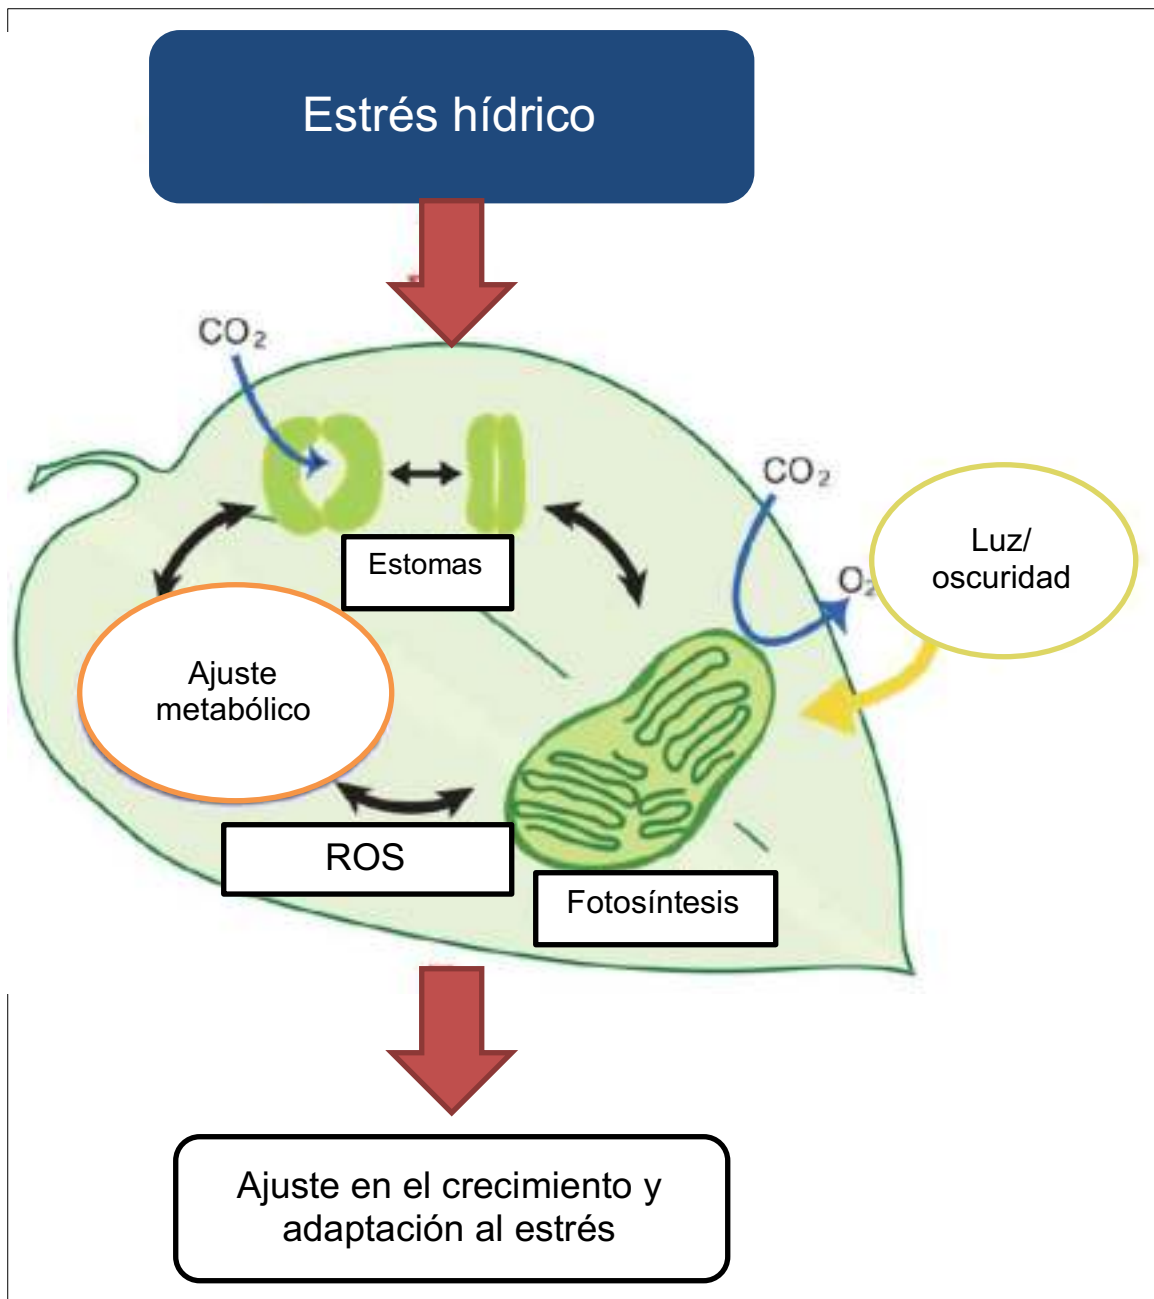 Estrés hídrico
CO₂
CO₂
Luz/
oscuridad
O₂
Estomas
Ajuste
metabólico
ROS
Fotosíntesis
Ajuste en el crecimiento y
adaptación al estrés